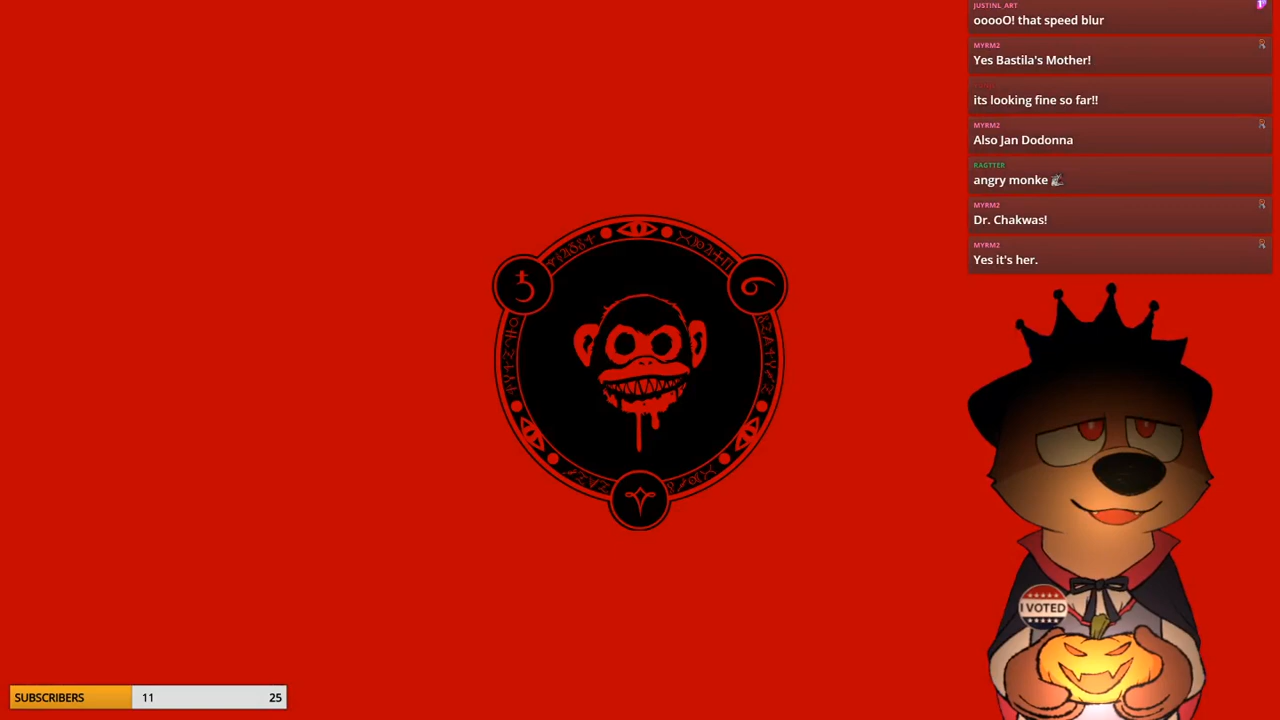 JUSTINL_ART
ooooO! that speed blur
MYRM2
Yes Bastila's Mother!
its looking fine so far!!
MYRM2
Also Jan Dodonna
RAGTTER
angry monke
MYRM2
Dr. Chakwas!
MYRM2
Yes it's her.
I VOTED
SUBSCRIBERS 11 25